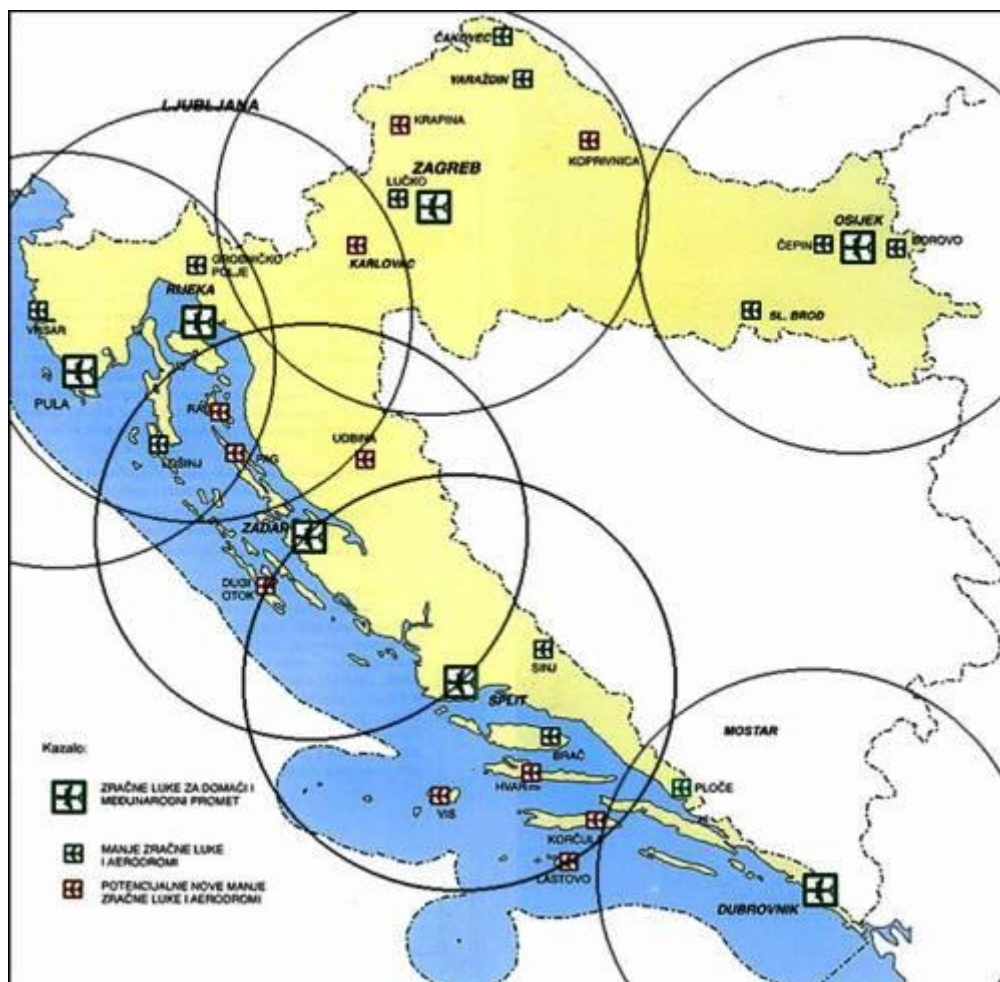 ČAKOVEC
VARAŽDIN
LJUBLJANA
KRAPINA
KOPRIVNICA
ZAGREB
LUČKO
OSIJEK
ČEPIN
BOROVO
KARLOVAC
GROBNIČKO
POLJE
RIJEKA
SL. BROD
VRSAR
PULA
RAB
UDBINA
LOŠINJ
PAG
ZADAR
DUGI
OTOK
SINJ
SPLIT
MOSTAR
BRAČ
Kazalo:
HVAR
PLOČE
ZRAČNE LUKE ZA DOMAĆI I
MEĐUNARODNI PROMET
VIS
KORČULA
MANJE ZRAČNE LUKE
I AERODROMI
LASTOVO
POTENCIJALNE NOVE MANJE
ZRAČNE LUKE I AERODROMI
DUBROVNIK